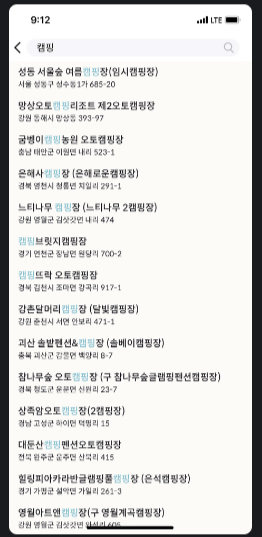 9:12
LTE
캠핑
성동 서울숲 여름캠핑장(임시캠핑장)
서울 성동구 성수동1가 685-20
망상오토캠핑리조트 제2오토캠핑장
강원 동해시 망상동 393-97
굼벵이캠핑농원 오토캠핑장
충남 태안군 이원면 내리 523-1
은해사캠핑장 (은해로운캠핑장)
경북 영천시 청통면 치일리 291-1
느티나무 캠핑장 (느티나무 2캠핑장)
강원 영월군 김삿갓면 내리 474
캠핑브릿지캠핑장
경기 연천군 장남면 원당리 700-2
캠핑뜨락 오토캠핑장
경북 김천시 조마면 강곡리 917-1
강촌달머리캠핑장 (달빛캠핑장)
강원 춘천시 서면 안보리 471-1
괴산 솔밭펜션&캠핑장 (솔베이캠핑장)
충북 괴산군 감물면 백양리 8-7
참나무숲 오토캠핑장 (구 참나무숲글램핑펜션캠핑장)
경북 청도군 운문면 신원리 23-7
상족암오토캠핑장(2캠핑장)
경남 고성군 하이면 덕명리 15
대둔산캠핑펜션오토캠핑장
전북 완주군 운주면 산북리 415
힐링피아카라반글램핑풀캠핑장 (은석캠핑장)
경기 가평군 설악면 가일리 261-3
영월아트앤캠핑장(구 영월계곡캠핑장)
강원 영월군 김삿갓면